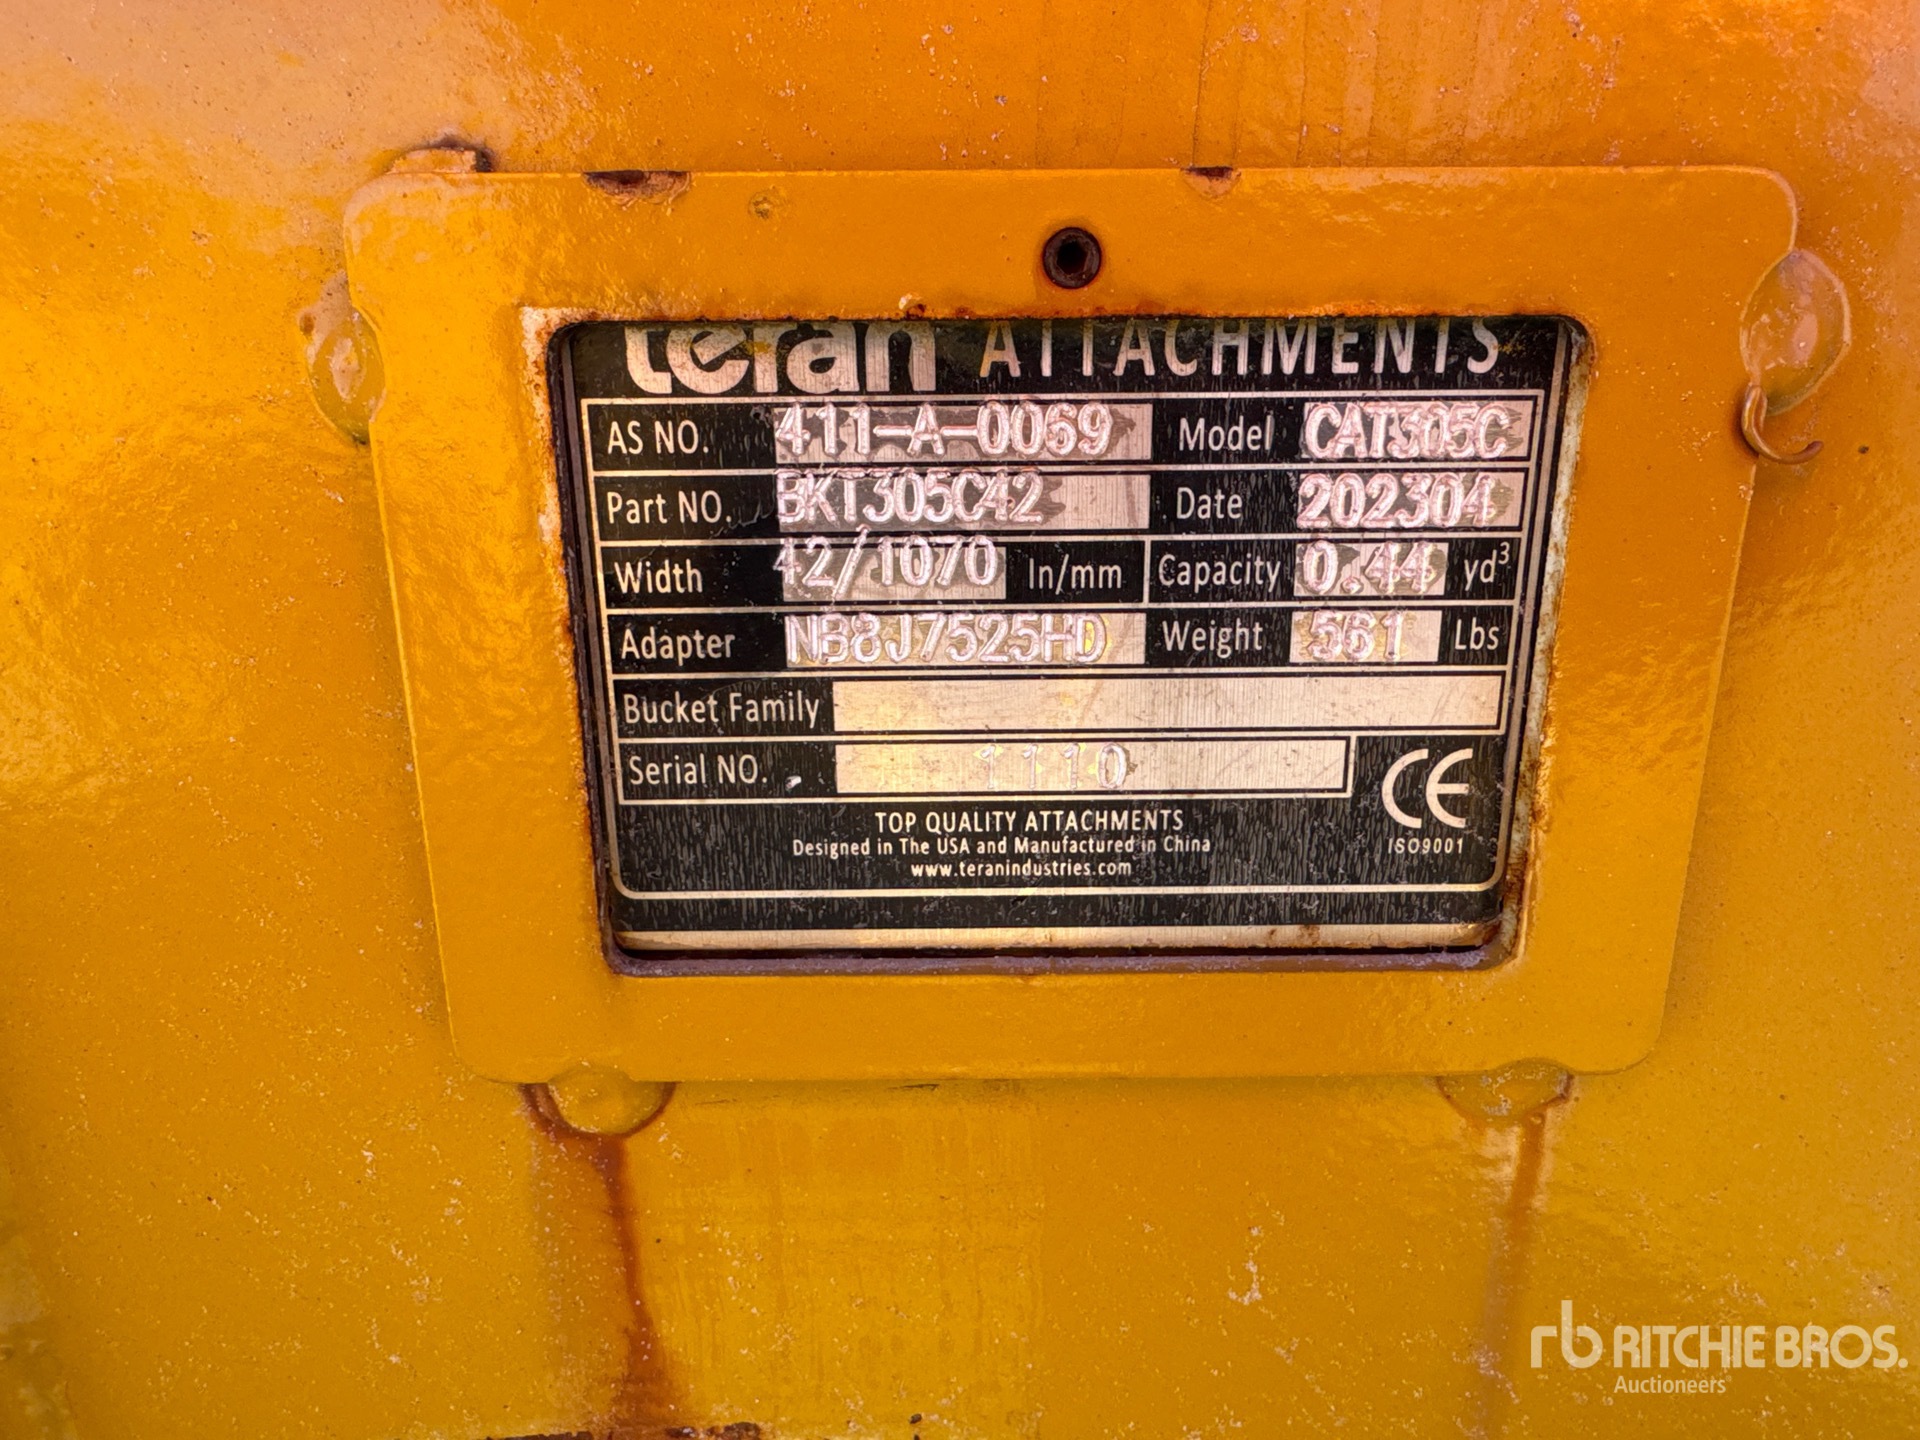 teran ATTACHMENTS
AS NO. 411-A-0069 Model CAT305C
Part NO. BKT305C42 Date 202304
Width 42/1070 In/mm Capacity 0.44 yd³
Adapter NB8J7525HD Weight 561 Lbs
Bucket Family
Serial NO. 1110
CE
ISO9001
TOP QUALITY ATTACHMENTS
Designed in The USA and Manufactured in China
www.teranindustries.com
rb RITCHIE BROS.
Auctioneers